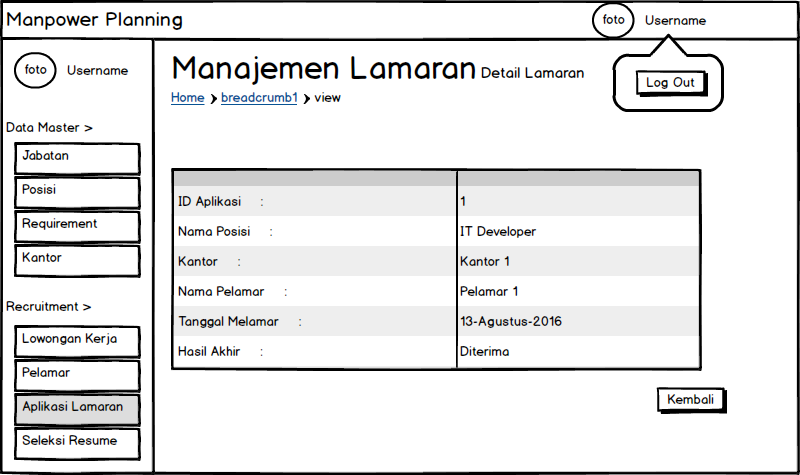 Manpower Planning
foto Username
foto Username
Log Out
Manajemen Lamaran Detail Lamaran
Home > breadcrumb1 > view
Data Master >
Jabatan
Posisi
Requirement
Kantor
Recruitment >
Lowongan Kerja
Pelamar
Aplikasi Lamaran
Seleksi Resume
ID Aplikasi : 1
Nama Posisi : IT Developer
Kantor : Kantor 1
Nama Pelamar : Pelamar 1
Tanggal Melamar : 13-Agustus-2016
Hasil Akhir : Diterima
Kembali